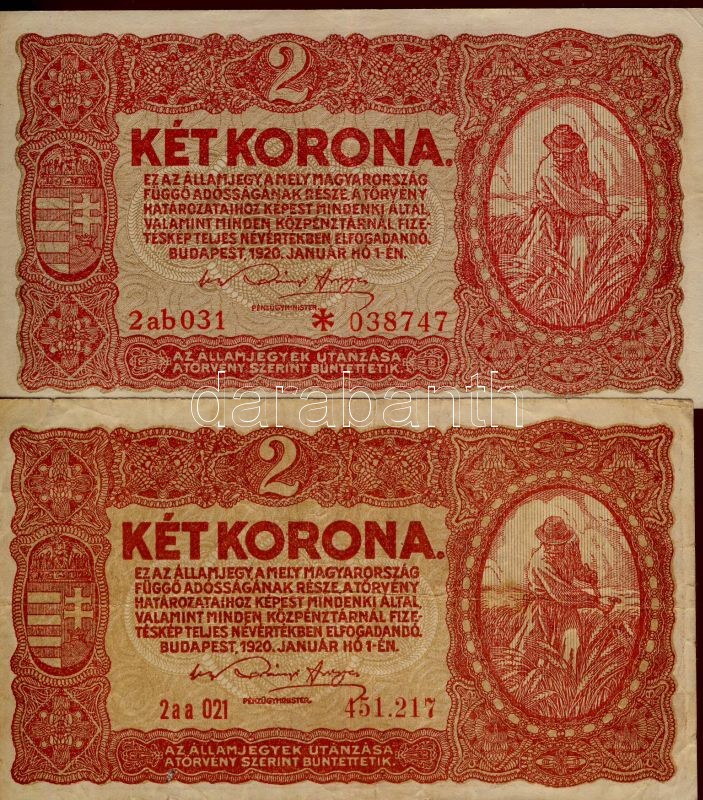 2
KÉT KORONA.
EZ AZ ÁLLAMJEGY, A MELY MAGYARORSZÁG
FÜGGŐ ADÓSSÁGÁNAK RÉSZE, A TÖRVÉNY
HATÁROZATAIHOZ KÉPEST MINDENKI ÁLTAL,
VALAMINT MINDEN KÖZPÉNZTÁRNÁL FIZE-
TÉSKÉP TELJES NÉVÉRTÉKBEN ELFOGADANDÓ.
BUDAPEST, 1920. JANUÁR HÓ 1-ÉN.
PÉNZÜGYMINISTER.
2ab031 * 038747
AZ ÁLLAMJEGYEK UTÁNZÁSA
A TÖRVÉNY SZERINT BÜNTETTETIK.
darabanth
2
KÉT KORONA.
EZ AZ ÁLLAMJEGY, A MELY MAGYARORSZÁG
FÜGGŐ ADÓSSÁGÁNAK RÉSZE, A TÖRVÉNY
HATÁROZATAIHOZ KÉPEST MINDENKI ÁLTAL,
VALAMINT MINDEN KÖZPÉNZTÁRNÁL FIZE-
TÉSKÉP TELJES NÉVÉRTÉKBEN ELFOGADANDÓ.
BUDAPEST, 1920. JANUÁR HÓ 1-ÉN.
PÉNZÜGYMINISTER.
2aa 021 451.217
AZ ÁLLAMJEGYEK UTÁNZÁSA
A TÖRVÉNY SZERINT BÜNTETTETIK.